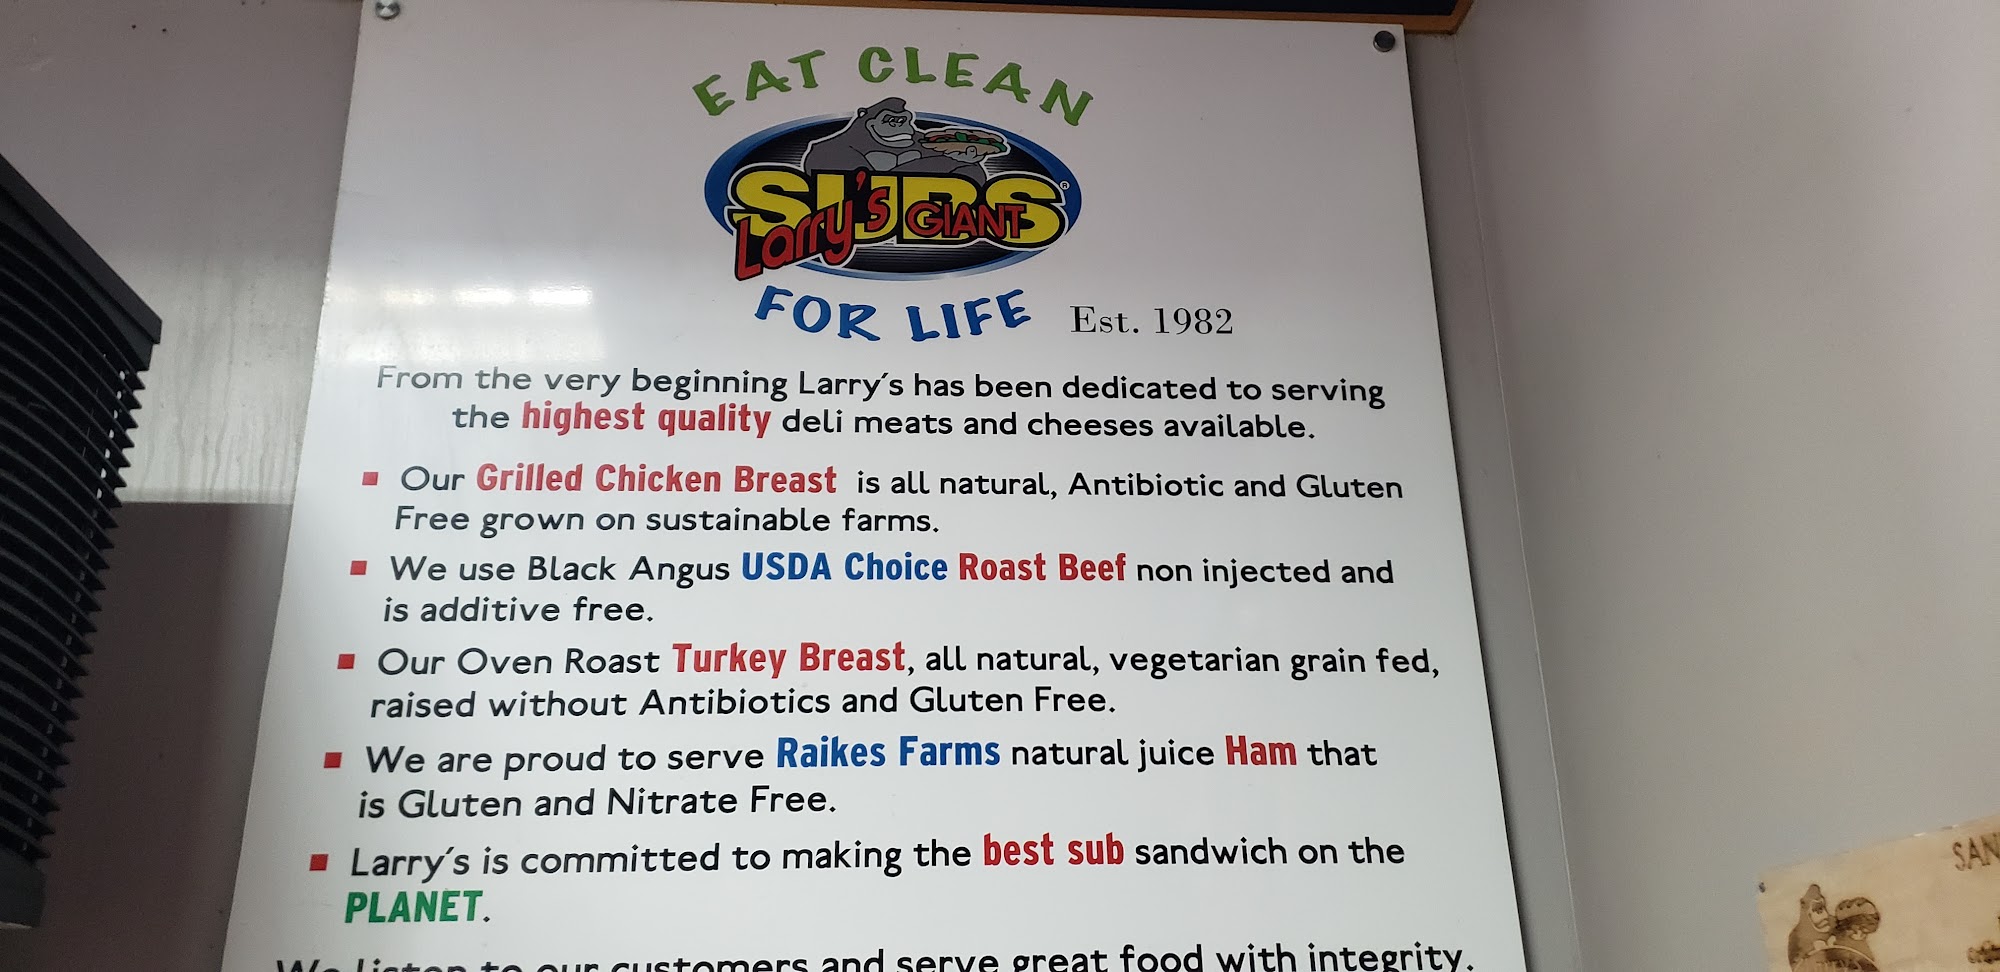 EAT CLEAN
SUBS ®
Larry's GIANT
FOR LIFE Est. 1982
From the very beginning Larry's has been dedicated to serving
the highest quality deli meats and cheeses available.
▪ Our Grilled Chicken Breast is all natural, Antibiotic and Gluten
Free grown on sustainable farms.
▪ We use Black Angus USDA Choice Roast Beef non injected and
is additive free.
▪ Our Oven Roast Turkey Breast, all natural, vegetarian grain fed,
raised without Antibiotics and Gluten Free.
▪ We are proud to serve Raikes Farms natural juice Ham that
is Gluten and Nitrate Free.
▪ Larry's is committed to making the best sub sandwich on the
PLANET.
We listen to our customers and serve great food with integrity.
SAN